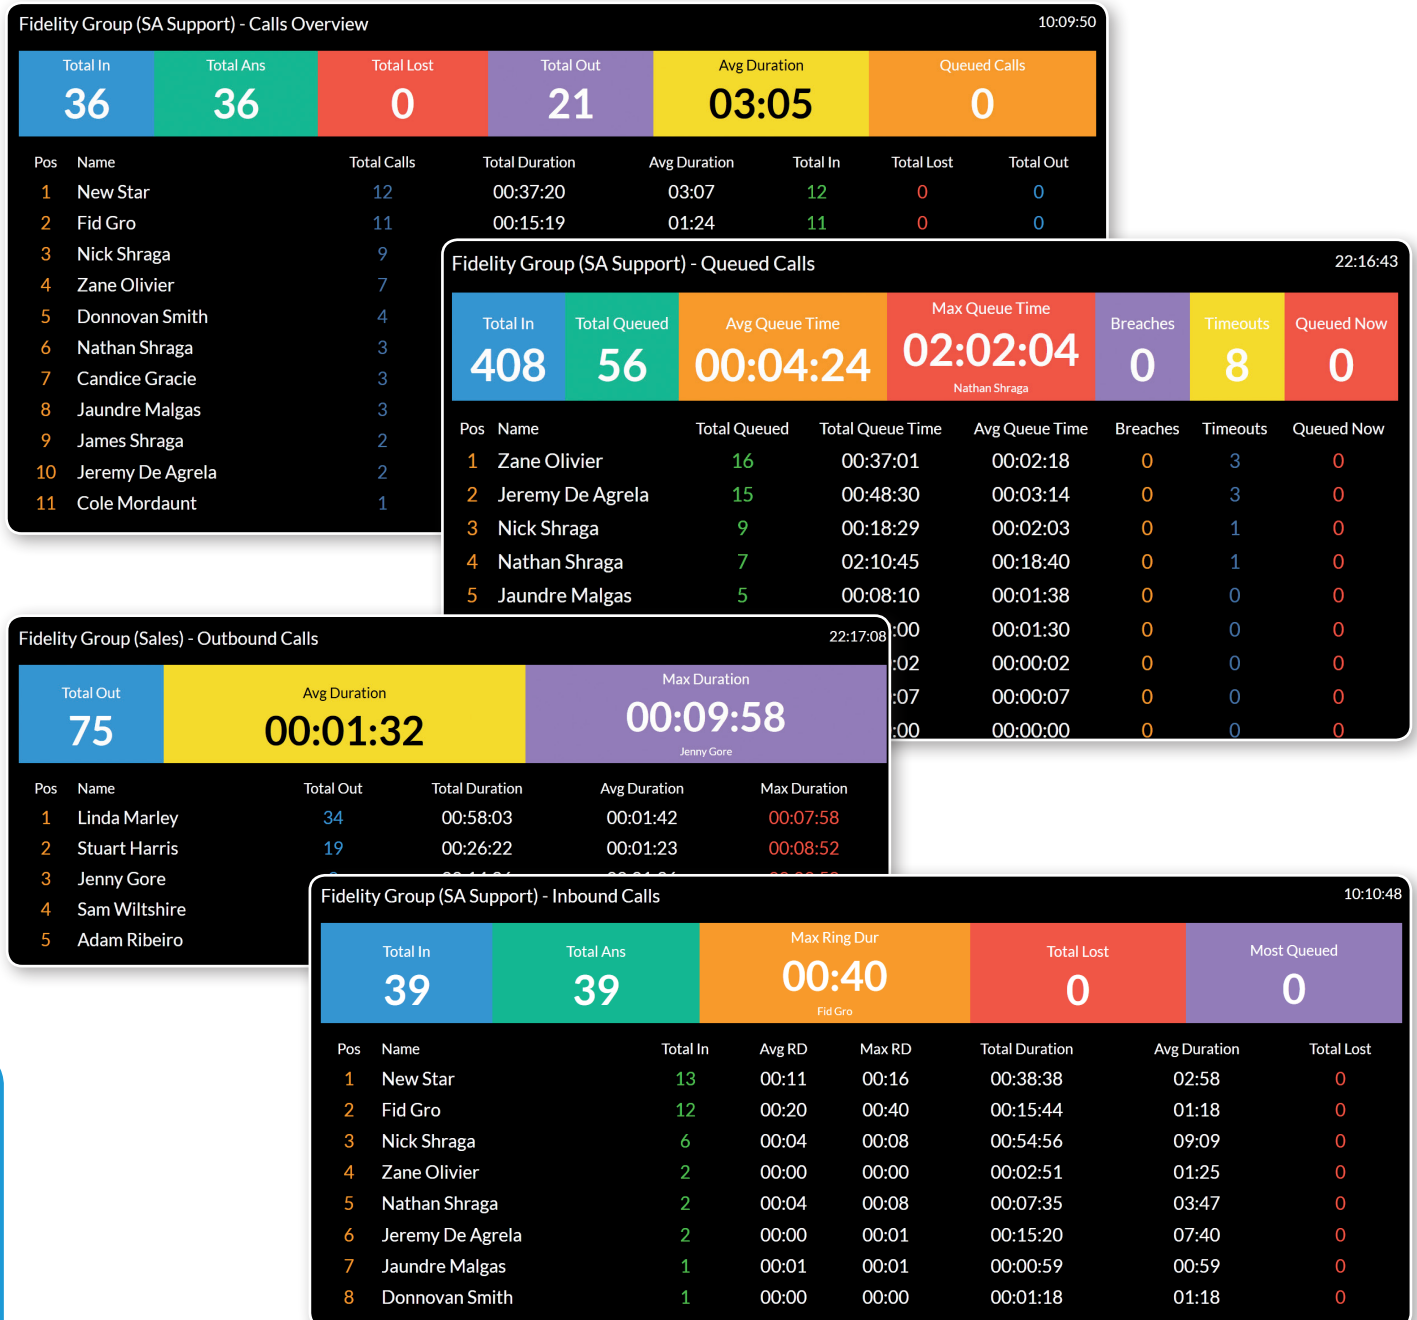 Fidelity Group (SA Support) - Calls Overview 10:09:50
Total In Total Ans Total Lost Total Out Avg Duration Queued Calls
36 36 0 21 03:05 0
Pos Name Total Calls Total Duration Avg Duration Total In Total Lost Total Out
1 New Star 12 00:37:20 03:07 12 0 0
2 Fid Gro 11 00:15:19 01:24 11 0 0
3 Nick Shraga 9
4 Zane Olivier 7
5 Donnovan Smith 4
6 Nathan Shraga 3
7 Candice Gracie 3
8 Jaundre Malgas 3
9 James Shraga 2
10 Jeremy De Agrela 2
11 Cole Mordaunt 1
Fidelity Group (SA Support) - Queued Calls 22:16:43
Total In Total Queued Avg Queue Time Max Queue Time Breaches Timeouts Queued Now
408 56 00:04:24 02:02:04 0 8 0
Nathan Shraga
Pos Name Total Queued Total Queue Time Avg Queue Time Breaches Timeouts Queued Now
1 Zane Olivier 16 00:37:01 00:02:18 0 3 0
2 Jeremy De Agrela 15 00:48:30 00:03:14 0 3 0
3 Nick Shraga 9 00:18:29 00:02:03 0 1 0
4 Nathan Shraga 7 02:10:45 00:18:40 0 1 0
5 Jaundre Malgas 5 00:08:10 00:01:38 0 0 0
:00 00:01:30 0 0 0
:02 00:00:02 0 0 0
:07 00:00:07 0 0 0
:00 00:00:00 0 0 0
Fidelity Group (Sales) - Outbound Calls 22:17:08
Total Out Avg Duration Max Duration
75 00:01:32 00:09:58
Jenny Gore
Pos Name Total Out Total Duration Avg Duration Max Duration
1 Linda Marley 34 00:58:03 00:01:42 00:07:58
2 Stuart Harris 19 00:26:22 00:01:23 00:08:52
3 Jenny Gore
4 Sam Wiltshire
5 Adam Ribeiro
Fidelity Group (SA Support) - Inbound Calls 10:10:48
Total In Total Ans Max Ring Dur Total Lost Most Queued
39 39 00:40 0 0
Fid Gro
Pos Name Total In Avg RD Max RD Total Duration Avg Duration Total Lost
1 New Star 13 00:11 00:16 00:38:38 02:58 0
2 Fid Gro 12 00:20 00:40 00:15:44 01:18 0
3 Nick Shraga 6 00:04 00:08 00:54:56 09:09 0
4 Zane Olivier 2 00:00 00:00 00:02:51 01:25 0
5 Nathan Shraga 2 00:04 00:08 00:07:35 03:47 0
6 Jeremy De Agrela 2 00:00 00:01 00:15:20 07:40 0
7 Jaundre Malgas 1 00:01 00:01 00:00:59 00:59 0
8 Donnovan Smith 1 00:00 00:00 00:01:18 01:18 0